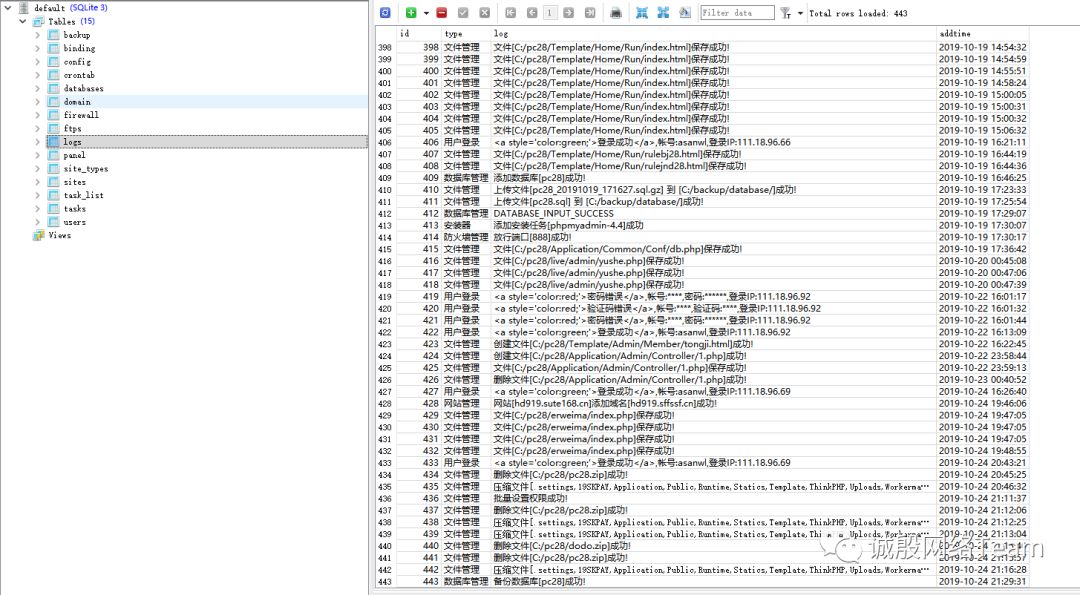 default (SQLite 3)
Tables (15)
backup
binding
config
crontab
databases
domain
firewall
ftps
logs
panel
site_types
sites
task_list
tasks
users
Views
1 Filter data Total rows loaded: 443
id type log addtime
398 398 文件管理 文件[C:/pc28/Template/Home/Run/index.html]保存成功! 2019-10-19 14:54:32
399 399 文件管理 文件[C:/pc28/Template/Home/Run/index.html]保存成功! 2019-10-19 14:54:59
400 400 文件管理 文件[C:/pc28/Template/Home/Run/index.html]保存成功! 2019-10-19 14:55:51
401 401 文件管理 文件[C:/pc28/Template/Home/Run/index.html]保存成功! 2019-10-19 14:58:24
402 402 文件管理 文件[C:/pc28/Template/Home/Run/index.html]保存成功! 2019-10-19 15:00:05
403 403 文件管理 文件[C:/pc28/Template/Home/Run/index.html]保存成功! 2019-10-19 15:00:31
404 404 文件管理 文件[C:/pc28/Template/Home/Run/index.html]保存成功! 2019-10-19 15:00:32
405 405 文件管理 文件[C:/pc28/Template/Home/Run/index.html]保存成功! 2019-10-19 15:06:32
406 406 用户登录 <a style='color:green;'>登录成功</a>,帐号:asanwl,登录IP:111.18.96.66 2019-10-19 16:21:11
407 407 文件管理 文件[C:/pc28/Template/Home/Run/rulebj28.html]保存成功! 2019-10-19 16:44:19
408 408 文件管理 文件[C:/pc28/Template/Home/Run/rulejnd28.html]保存成功! 2019-10-19 16:44:36
409 409 数据库管理 添加数据库[pc28]成功! 2019-10-19 16:46:25
410 410 文件管理 上传文件[pc28_20191019_171627.sql.gz] 到 [C:/backup/database/]成功! 2019-10-19 17:23:33
411 411 文件管理 上传文件[pc28.sql] 到 [C:/backup/database/]成功! 2019-10-19 17:25:54
412 412 数据库管理 DATABASE_INPUT_SUCCESS 2019-10-19 17:29:07
413 413 安装器 添加安装任务[phpmyadmin-4.4]成功 2019-10-19 17:30:07
414 414 防火墙管理 放行端口[888]成功! 2019-10-19 17:30:17
415 415 文件管理 文件[C:/pc28/Application/Common/Conf/db.php]保存成功! 2019-10-19 17:36:42
416 416 文件管理 文件[C:/pc28/live/admin/yushe.php]保存成功! 2019-10-20 00:45:08
417 417 文件管理 文件[C:/pc28/live/admin/yushe.php]保存成功! 2019-10-20 00:47:06
418 418 文件管理 文件[C:/pc28/live/admin/yushe.php]保存成功! 2019-10-20 00:47:39
419 419 用户登录 <a style='color:red;'>密码错误</a>,帐号:****,密码:******,登录IP:111.18.96.92 2019-10-22 16:01:17
420 420 用户登录 <a style='color:red;'>验证码错误</a>,帐号:****,验证码:****,登录IP:111.18.96.92 2019-10-22 16:01:32
421 421 用户登录 <a style='color:red;'>密码错误</a>,帐号:****,密码:******,登录IP:111.18.96.92 2019-10-22 16:01:44
422 422 用户登录 <a style='color:green;'>登录成功</a>,帐号:asanwl,登录IP:111.18.96.92 2019-10-22 16:13:09
423 423 文件管理 创建文件[C:/pc28/Template/Admin/Member/tongji.html]成功! 2019-10-22 16:22:45
424 424 文件管理 创建文件[C:/pc28/Application/Admin/Controller/1.php]成功! 2019-10-22 23:58:44
425 425 文件管理 文件[C:/pc28/Application/Admin/Controller/1.php]保存成功! 2019-10-22 23:59:13
426 426 文件管理 删除文件[C:/pc28/Application/Admin/Controller/1.php]成功! 2019-10-23 00:40:52
427 427 用户登录 <a style='color:green;'>登录成功</a>,帐号:asanwl,登录IP:111.18.96.69 2019-10-24 16:26:40
428 428 网站管理 网站[hd919.sute168.cn]添加域名[hd919.sffssf.cn]成功! 2019-10-24 19:46:06
429 429 文件管理 文件[C:/pc28/erweima/index.php]保存成功! 2019-10-24 19:47:05
430 430 文件管理 文件[C:/pc28/erweima/index.php]保存成功! 2019-10-24 19:47:05
431 431 文件管理 文件[C:/pc28/erweima/index.php]保存成功! 2019-10-24 19:47:05
432 432 文件管理 文件[C:/pc28/erweima/index.php]保存成功! 2019-10-24 19:48:55
433 433 用户登录 <a style='color:green;'>登录成功</a>,帐号:asanwl,登录IP:111.18.96.69 2019-10-24 20:43:21
434 434 文件管理 删除文件[C:/pc28/pc28.zip]成功! 2019-10-24 20:45:25
435 435 文件管理 压缩文件[.settings,19SKPAY,Application,Public,Runtime,Statics,Template,ThinkPHP,Uploads,Workerma… 2019-10-24 20:46:32
436 436 文件管理 批量设置权限成功! 2019-10-24 21:11:37
437 437 文件管理 删除文件[C:/pc28/pc28.zip]成功! 2019-10-24 21:12:06
438 438 文件管理 压缩文件[.settings,19SKPAY,Application,Public,Runtime,Statics,Template,ThinkPHP,Uploads,Workerma… 2019-10-24 21:12:25
439 439 文件管理 压缩文件[.settings,19SKPAY,Application,Public,Runtime,Statics,Template,ThinkPHP,Uploads,Workerma… 2019-10-24 21:13:04
440 440 文件管理 删除文件[C:/pc28/dodo.zip]成功! 2019-10-24
441 441 文件管理 删除文件[C:/pc28/pc28.zip]成功! 2019-10-24
442 442 文件管理 压缩文件[.settings,19SKPAY,Application,Public,Runtime,Statics,Template,ThinkPHP,Uploads,Workerma… 2019-10-24 21:16:28
443 443 数据库管理 备份数据库[pc28]成功! 2019-10-24 21:29:31
诚殷网络Team